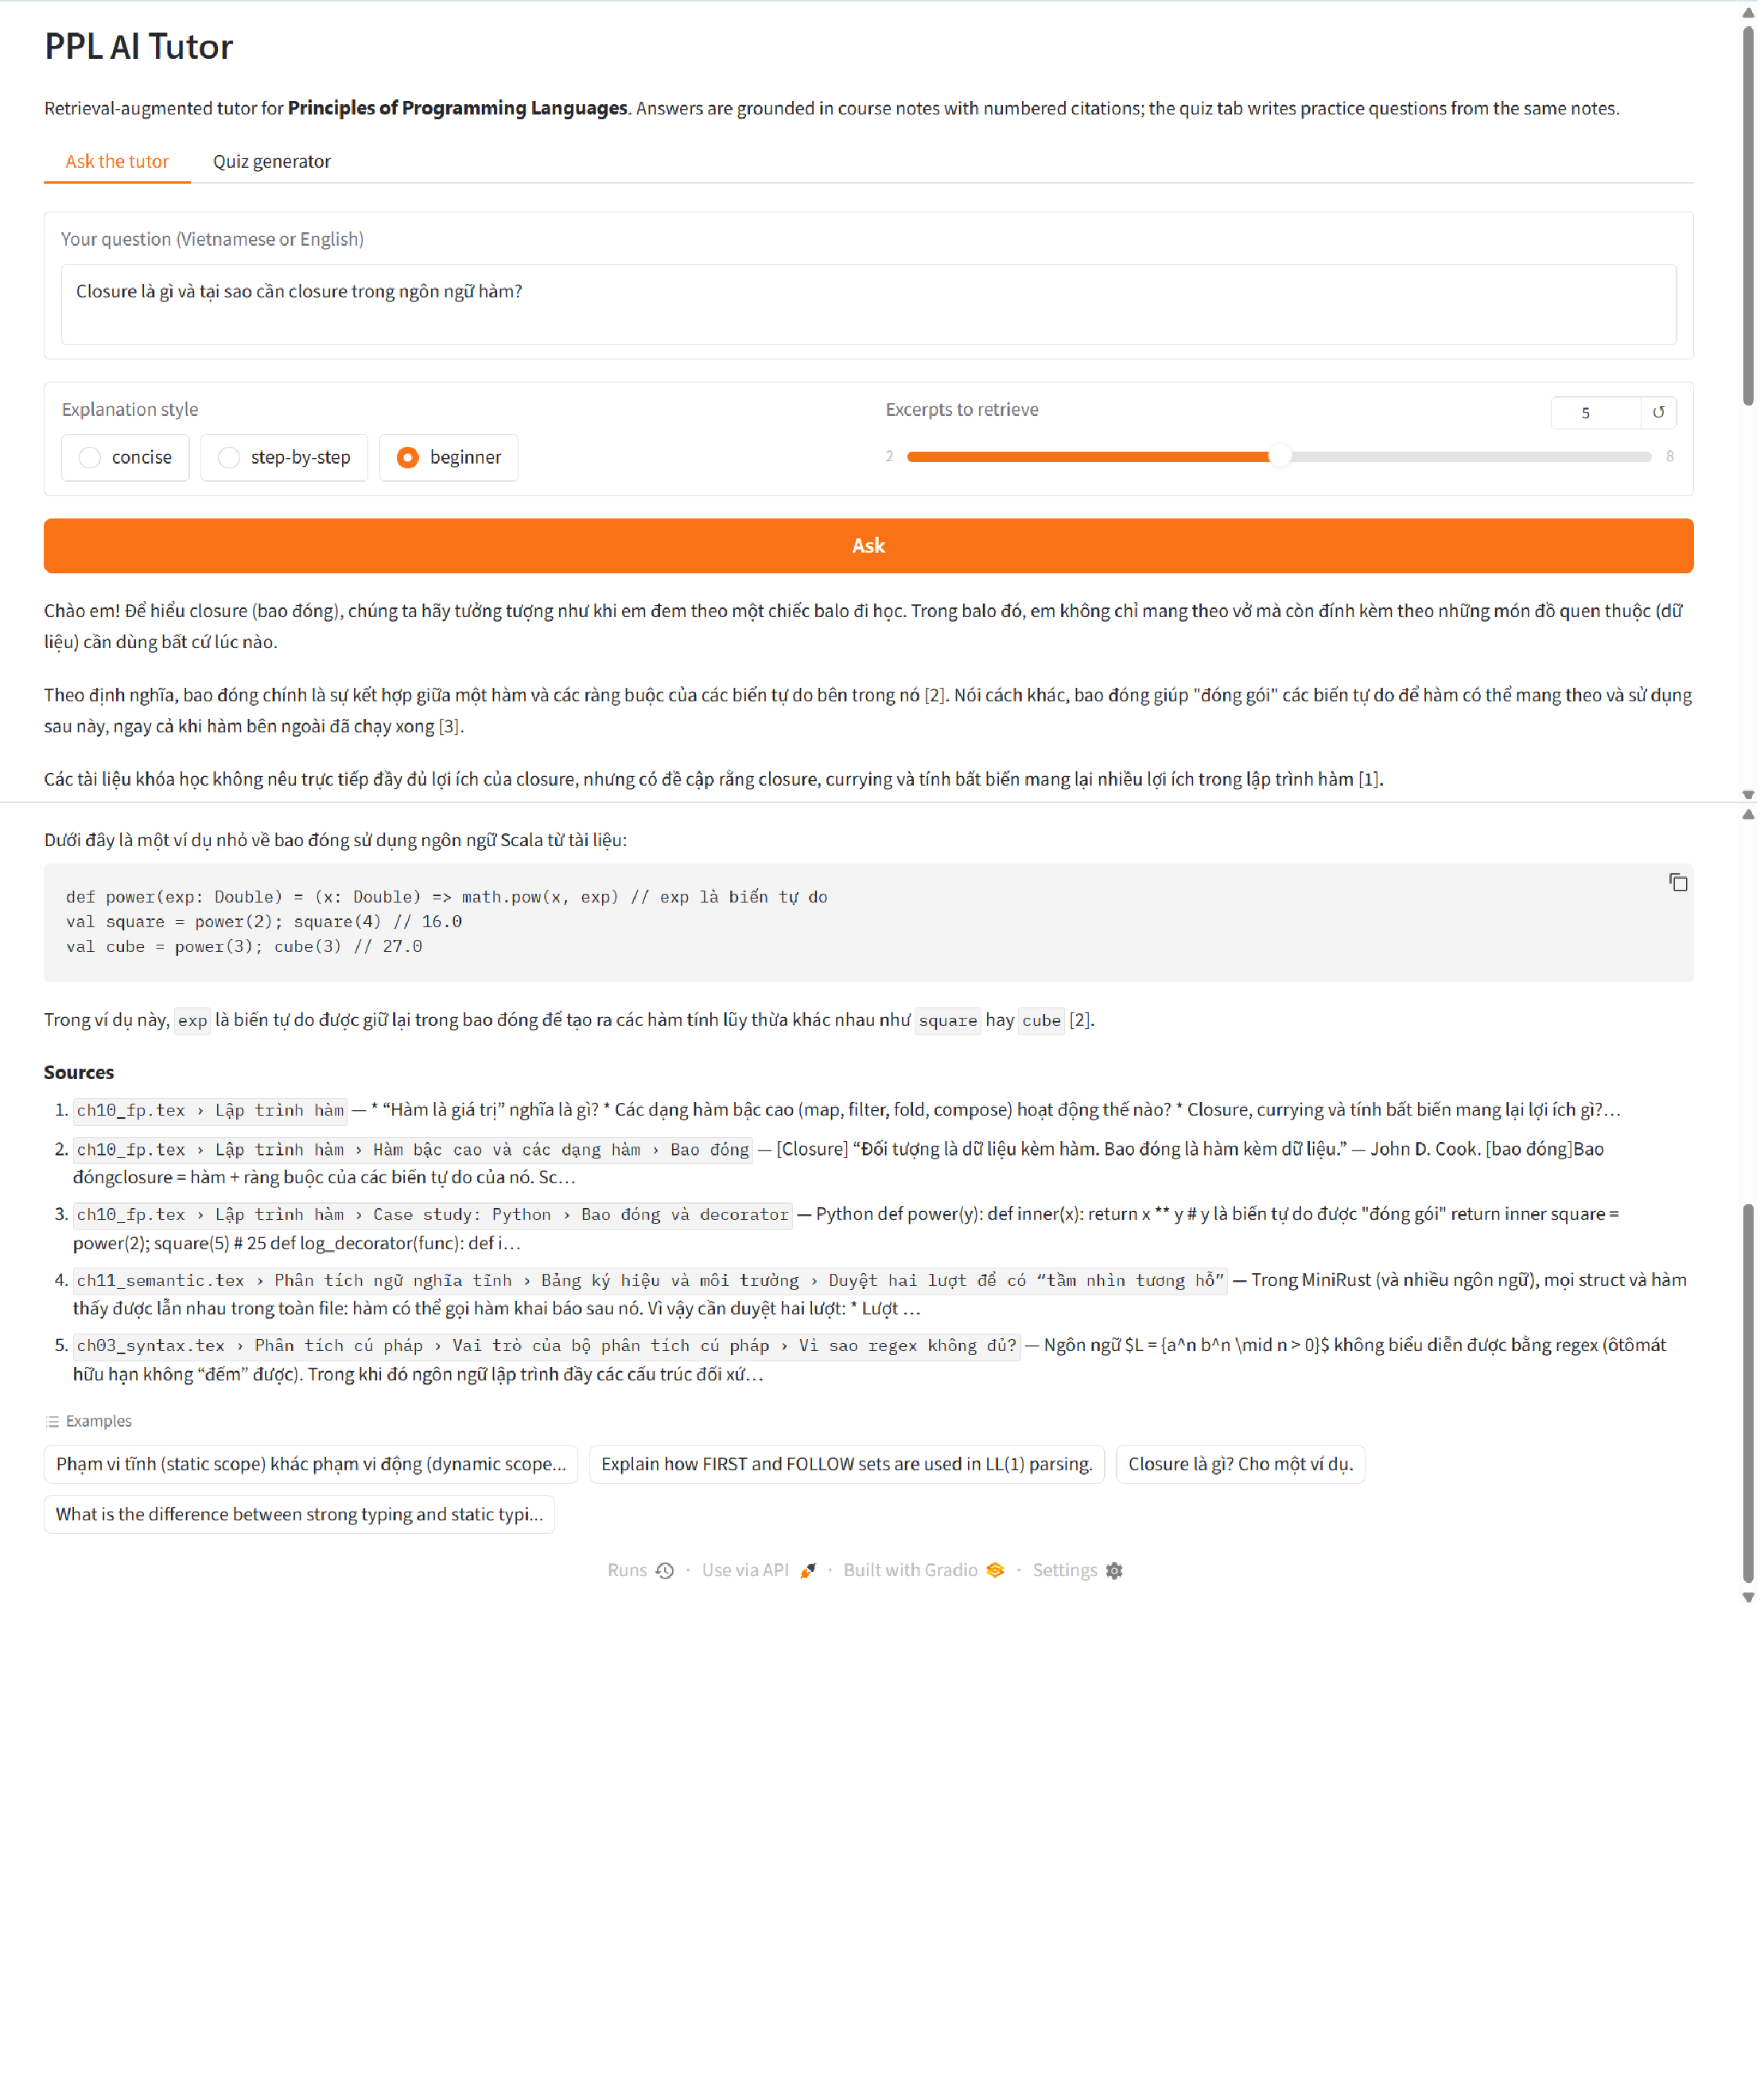 PPL AI Tutor
Retrieval-augmented tutor for Principles of Programming Languages. Answers are grounded in course notes with numbered citations; the quiz tab writes practice questions from the same notes.
Ask the tutor
Quiz generator
Your question (Vietnamese or English)
Closure là gì và tại sao cần closure trong ngôn ngữ hàm?
Explanation style
concise
step-by-step
beginner
Excerpts to retrieve
5
2
8
Ask
Chào em! Để hiểu closure (bao đóng), chúng ta hãy tưởng tượng như khi em đem theo một chiếc balo đi học. Trong balo đó, em không chỉ mang theo vở mà còn đính kèm theo những món đồ quen thuộc (dữ
liệu) cần dùng bất cứ lúc nào.
Theo định nghĩa, bao đóng chính là sự kết hợp giữa một hàm và các ràng buộc của các biến tự do bên trong nó [2]. Nói cách khác, bao đóng giúp "đóng gói" các biến tự do để hàm có thể mang theo và sử dụng
sau này, ngay cả khi hàm bên ngoài đã chạy xong [3].
Các tài liệu khóa học không nêu trực tiếp đầy đủ lợi ích của closure, nhưng có đề cập rằng closure, currying và tính bất biến mang lại nhiều lợi ích trong lập trình hàm [1].
Dưới đây là một ví dụ nhỏ về bao đóng sử dụng ngôn ngữ Scala từ tài liệu:
def power(exp: Double) = (x: Double) => math.pow(x, exp) // exp là biến tự do
val square = power(2); square(4) // 16.0
val cube = power(3); cube(3) // 27.0
Trong ví dụ này, exp là biến tự do được giữ lại trong bao đóng để tạo ra các hàm tính lũy thừa khác nhau như square hay cube [2].
Sources
1. ch10_fp.tex › Lập trình hàm — * “Hàm là giá trị” nghĩa là gì? * Các dạng hàm bậc cao (map, filter, fold, compose) hoạt động thế nào? * Closure, currying và tính bất biến mang lại lợi ích gì?…
2. ch10_fp.tex › Lập trình hàm › Hàm bậc cao và các dạng hàm › Bao đóng — [Closure] “Đối tượng là dữ liệu kèm hàm. Bao đóng là hàm kèm dữ liệu.” — John D. Cook. [bao đóng]Bao
đóngclosure = hàm + ràng buộc của các biến tự do của nó. Sc…
3. ch10_fp.tex › Lập trình hàm › Case study: Python › Bao đóng và decorator — Python def power(y): def inner(x): return x ** y # y là biến tự do được "đóng gói" return inner square =
power(2); square(5) # 25 def log_decorator(func): def i…
4. ch11_semantic.tex › Phân tích ngữ nghĩa tĩnh › Bảng ký hiệu và môi trường › Duyệt hai lượt để có “tầm nhìn tương hỗ” — Trong MiniRust (và nhiều ngôn ngữ), mọi struct và hàm
thấy được lẫn nhau trong toàn file: hàm có thể gọi hàm khai báo sau nó. Vì vậy cần duyệt hai lượt: * Lượt …
5. ch03_syntax.tex › Phân tích cú pháp › Vai trò của bộ phân tích cú pháp › Vì sao regex không đủ? — Ngôn ngữ $L = {a^n b^n \mid n > 0}$ không biểu diễn được bằng regex (ôtômát
hữu hạn không “đếm” được). Trong khi đó ngôn ngữ lập trình đầy các cấu trúc đối xứ…
Examples
Phạm vi tĩnh (static scope) khác phạm vi động (dynamic scope...
Explain how FIRST and FOLLOW sets are used in LL(1) parsing.
Closure là gì? Cho một ví dụ.
What is the difference between strong typing and static typi...
Runs · Use via API · Built with Gradio · Settings